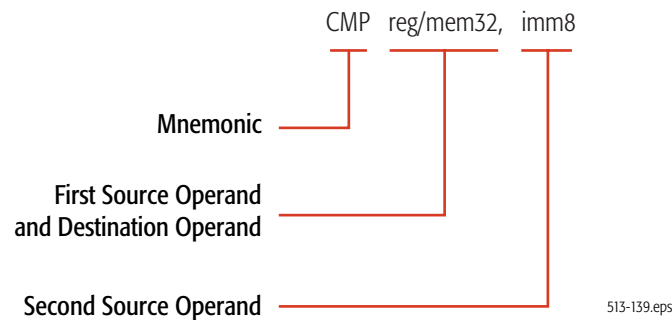 CMP reg/mem32, imm8
Mnemonic
First Source Operand
and Destination Operand
Second Source Operand
513-139.eps